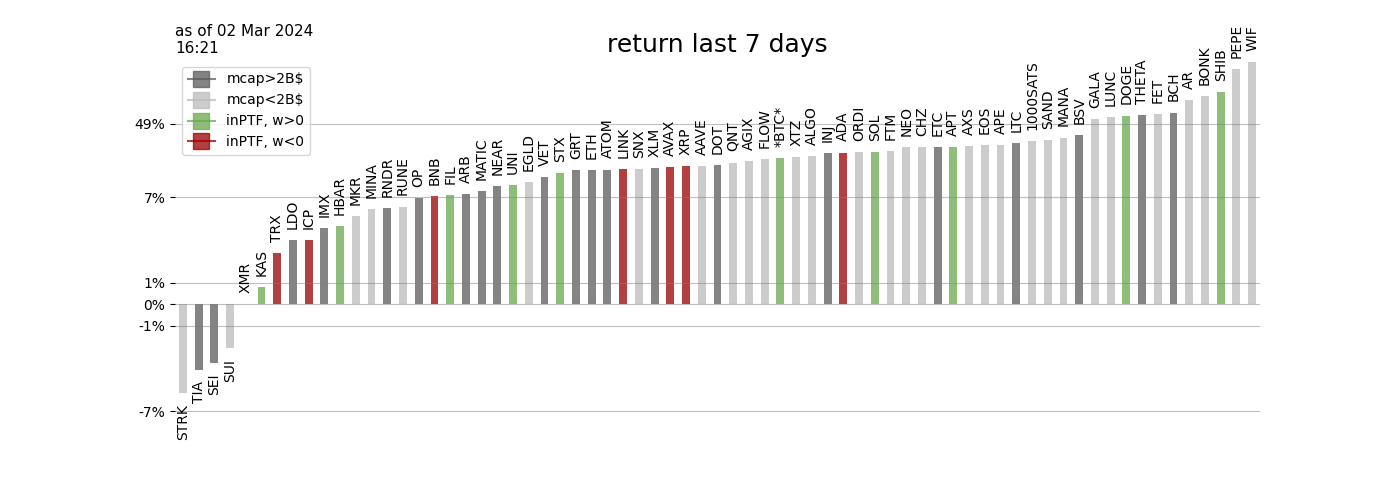 as of 02 Mar 2024
16:21
return last 7 days
mcap>2B$
mcap<2B$
inPTF, w>0
inPTF, w<0
49%
7%
1%
0%
-1%
-7%
STRK
TIA
SEI
SUI
XMR
KAS
TRX
LDO
ICP
IMX
HBAR
MKR
MINA
RNDR
RUNE
OP
BNB
FIL
ARB
MATIC
NEAR
UNI
EGLD
VET
STX
GRT
ETH
ATOM
LINK
SNX
XLM
AVAX
XRP
AAVE
DOT
QNT
AGIX
FLOW
*BTC*
XTZ
ALGO
INJ
ADA
ORDI
SOL
FTM
NEO
CHZ
ETC
APT
AXS
EOS
APE
LTC
1000SATS
SAND
MANA
BSV
GALA
LUNC
DOGE
THETA
FET
BCH
AR
BONK
SHIB
PEPE
WIF